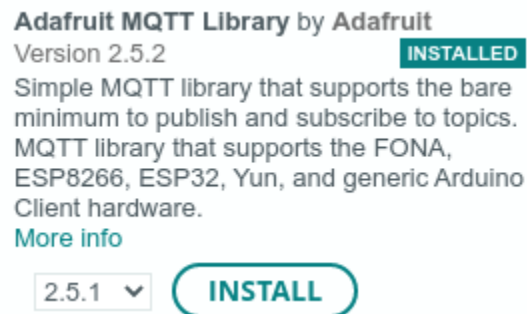 Adafruit MQTT Library by Adafruit
Version 2.5.2 INSTALLED
Simple MQTT library that supports the bare
minimum to publish and subscribe to topics.
MQTT library that supports the FONA,
ESP8266, ESP32, Yun, and generic Arduino
Client hardware.
More info
2.5.1 INSTALL